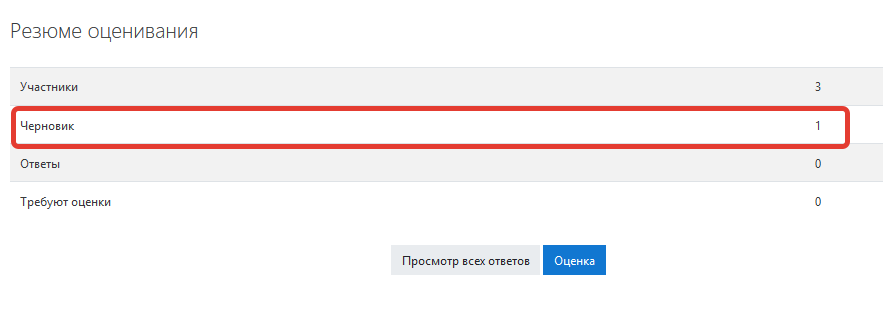 Резюме оценивания
Участники 3
Черновик 1
Ответы 0
Требуют оценки 0
Просмотр всех ответов Оценка